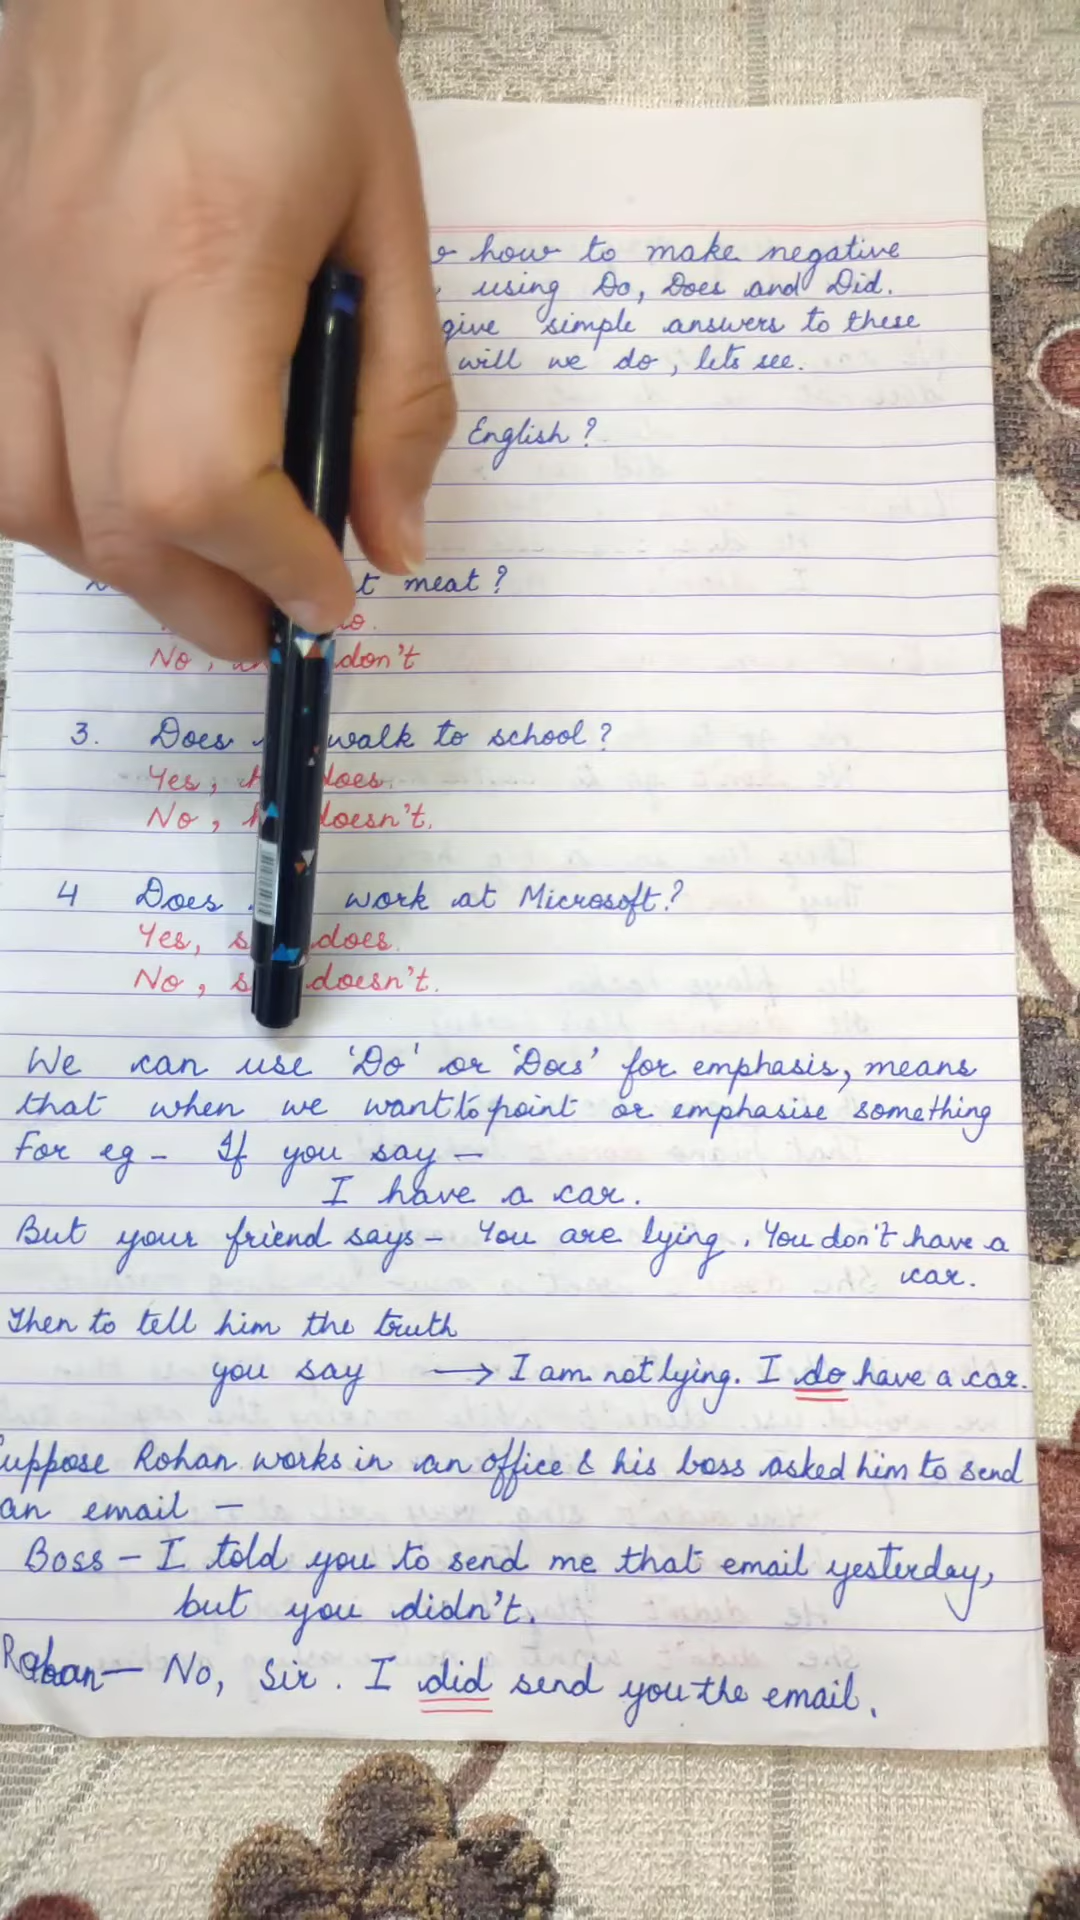 how to make negative
using Do, Does and Did.
give simple answers to these
will we do, lets see.
English?
meat?
No, don't
3. Does walk to school?
Yes, does.
No, doesn't.
4 Does work at Microsoft?
Yes, does.
No, doesn't.
We can use 'Do' or 'Does' for emphasis, means
that when we want to point or emphasise something
For eg - If you say -
I have a car.
But your friend says - You are lying. You don't have a
car.
Then to tell him the truth
you say → I am not lying. I do have a car.
uppose Rohan works in an office & his boss asked him to send
an email -
Boss - I told you to send me that email yesterday,
but you didn't.
Rohan - No, Sir. I did send you the email.